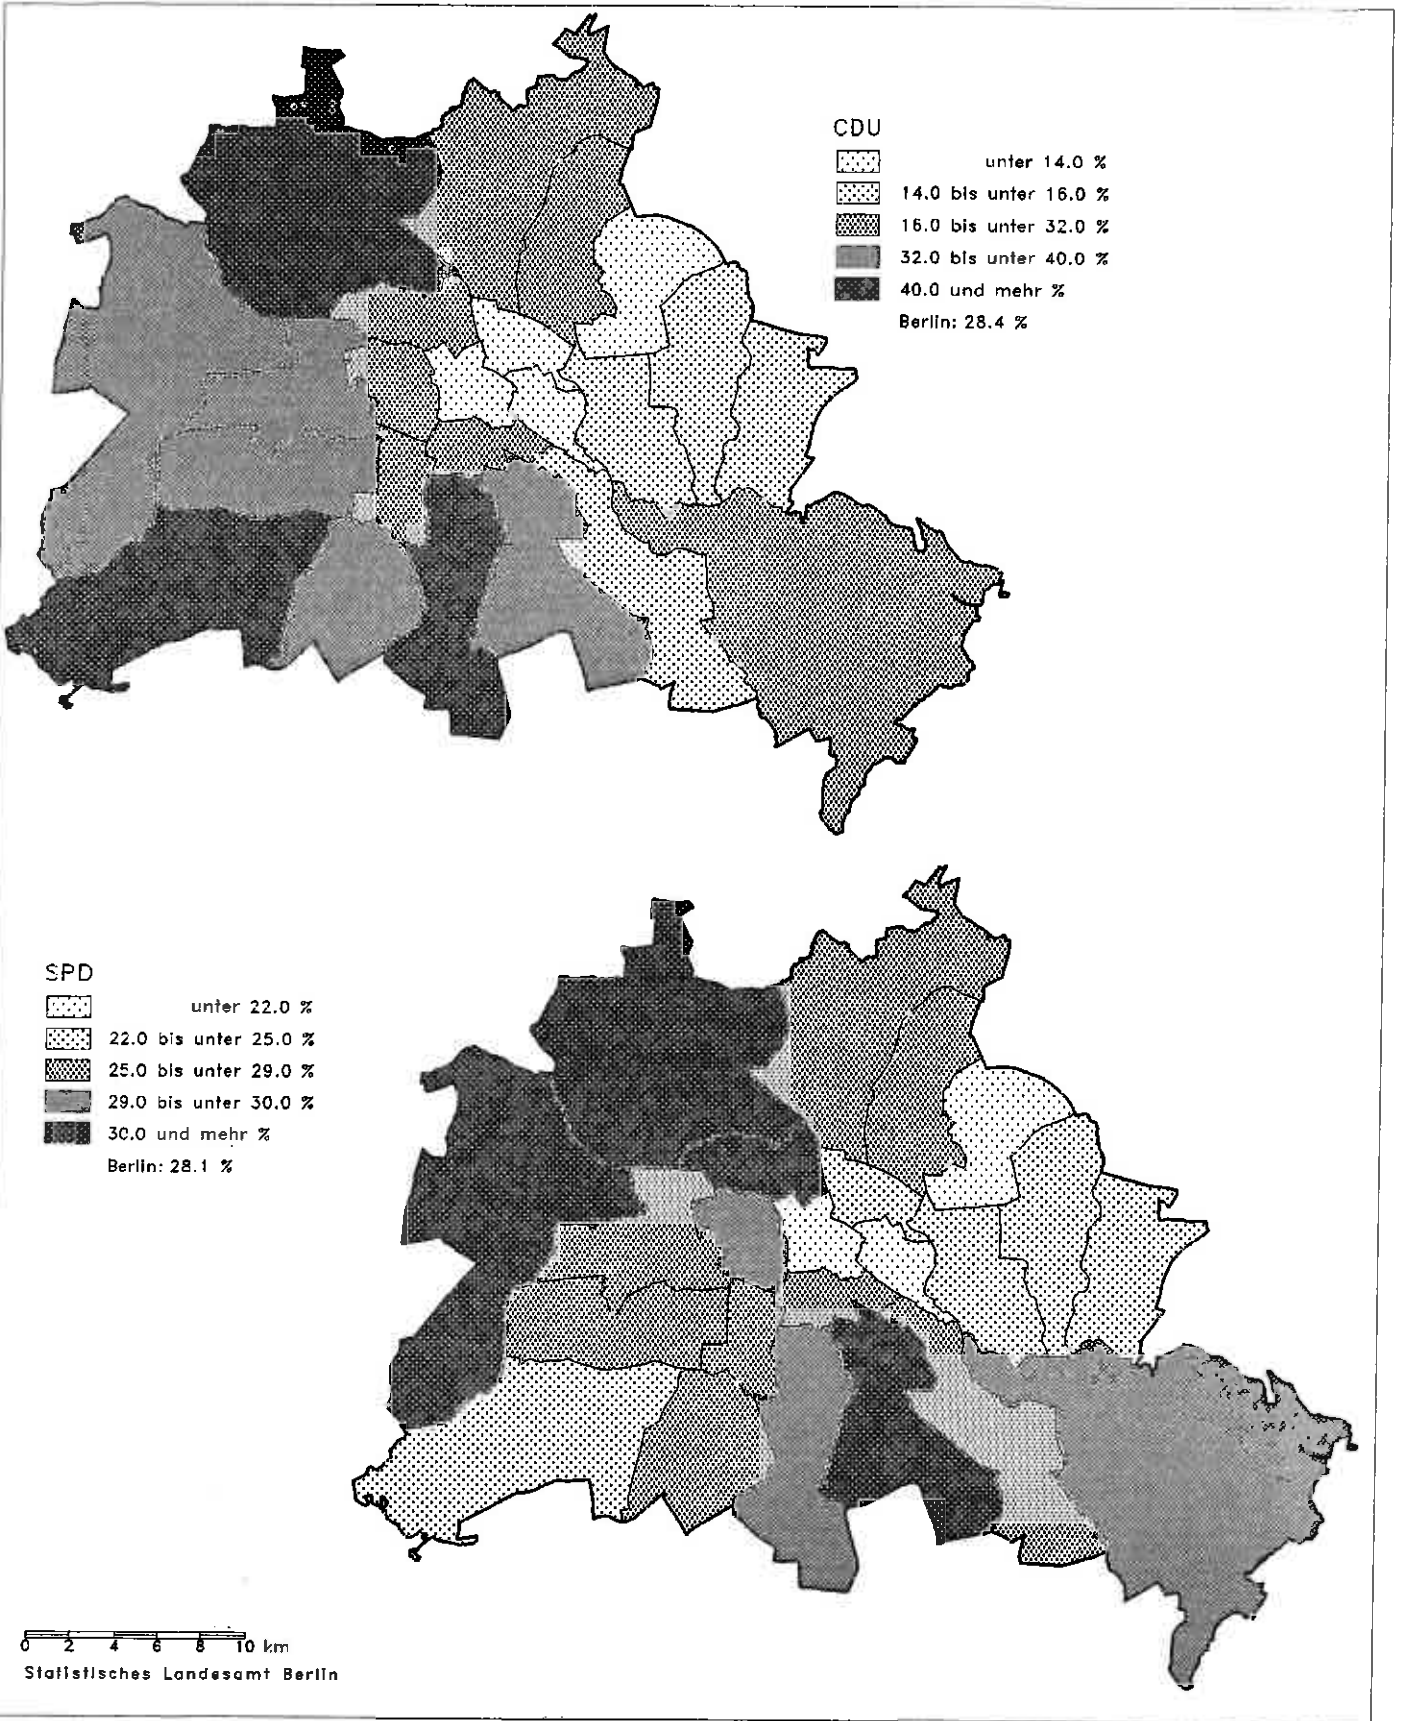 CDU
unter 14.0 %
14.0 bis unter 16.0 %
16.0 bis unter 32.0 %
32.0 bis unter 40.0 %
40.0 und mehr %
Berlin: 28.4 %
SPD
unter 22.0 %
22.0 bis unter 25.0 %
25.0 bis unter 29.0 %
29.0 bis unter 30.0 %
30.0 und mehr %
Berlin: 28.1 %
0 2 4 6 8 10 km
Statistisches Landesamt Berlin